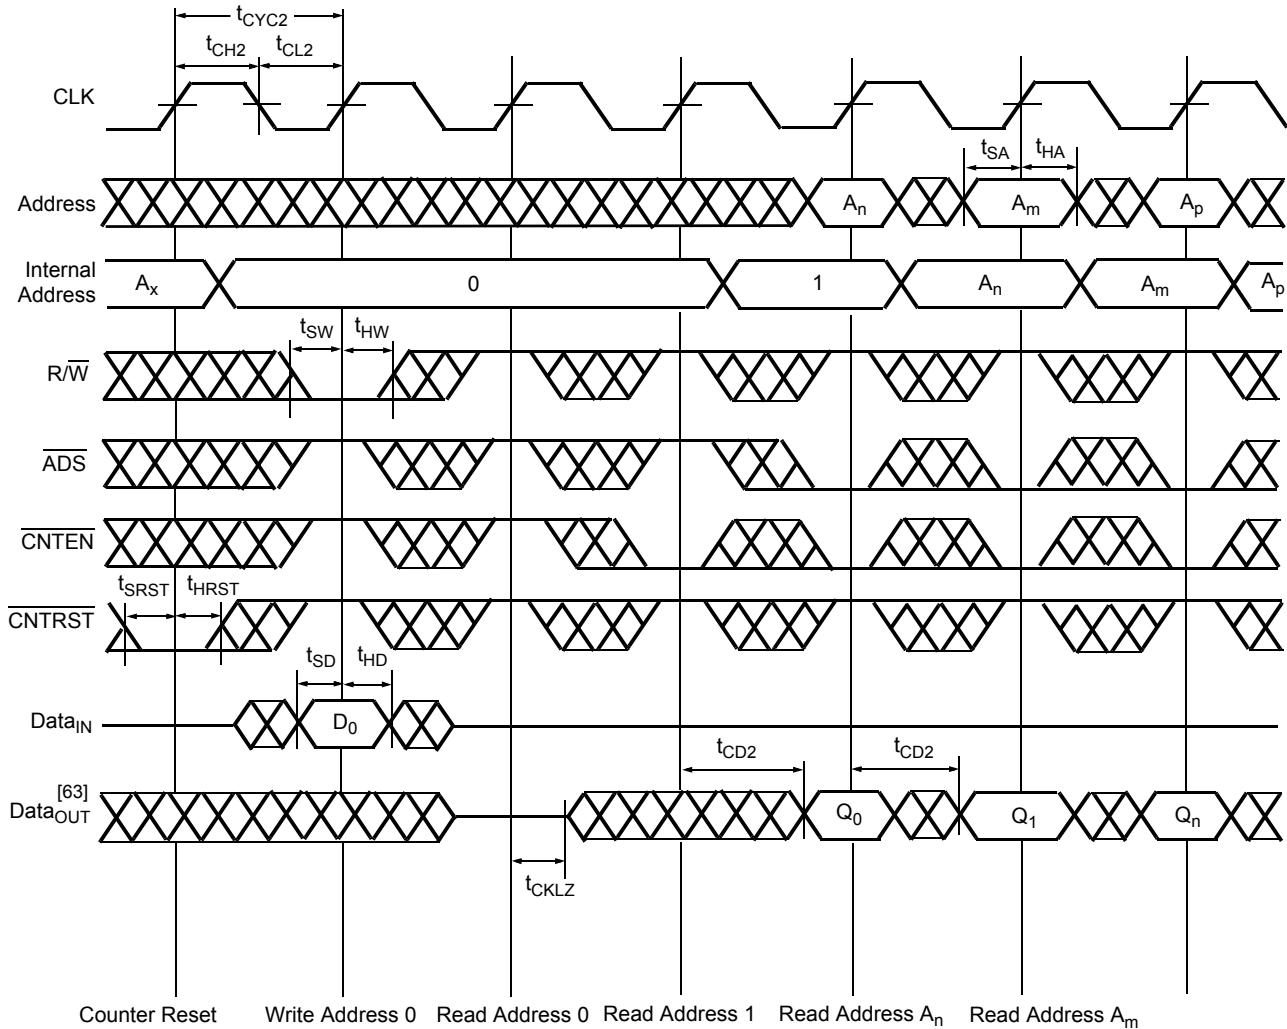 tCYC2
tCH2 tCL2
CLK
tSA tHA
Address An Am Ap
Internal Address Ax 0 1 An Am Ap
tSW tHW
R/W
ADS
CNTEN
tSRST tHRST
CNTRST
tSD tHD
DataIN D0
tCD2 tCD2
DataOUT [63] Q0 Q1 Qn
tCKLZ
Counter Reset Write Address 0 Read Address 0 Read Address 1 Read Address An Read Address Am